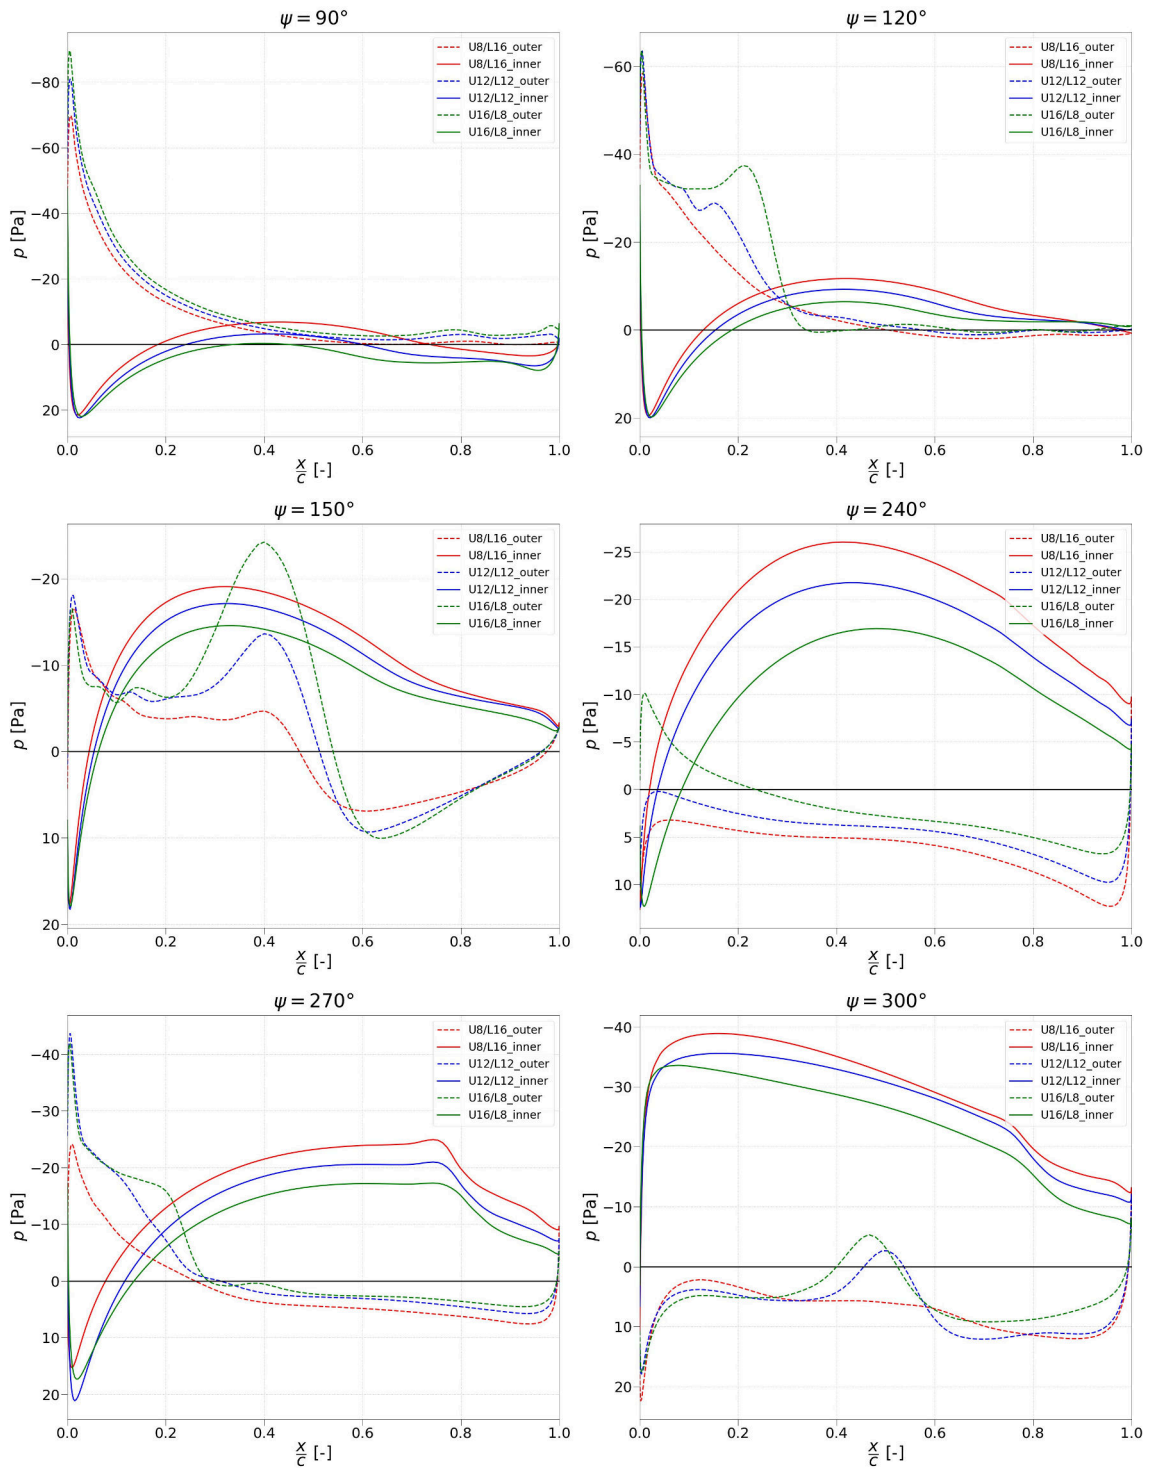 ψ = 90°
p [Pa]
−80
−60
−40
−20
0
20
U8/L16_outer
U8/L16_inner
U12/L12_outer
U12/L12_inner
U16/L8_outer
U16/L8_inner
0.0 0.2 0.4 0.6 0.8 1.0
x/c [-]
ψ = 120°
p [Pa]
−60
−40
−20
0
20
U8/L16_outer
U8/L16_inner
U12/L12_outer
U12/L12_inner
U16/L8_outer
U16/L8_inner
0.0 0.2 0.4 0.6 0.8 1.0
x/c [-]
ψ = 150°
p [Pa]
−20
−10
0
10
20
U8/L16_outer
U8/L16_inner
U12/L12_outer
U12/L12_inner
U16/L8_outer
U16/L8_inner
0.0 0.2 0.4 0.6 0.8 1.0
x/c [-]
ψ = 240°
p [Pa]
−25
−20
−15
−10
−5
0
5
10
U8/L16_outer
U8/L16_inner
U12/L12_outer
U12/L12_inner
U16/L8_outer
U16/L8_inner
0.0 0.2 0.4 0.6 0.8 1.0
x/c [-]
ψ = 270°
p [Pa]
−40
−30
−20
−10
0
10
20
U8/L16_outer
U8/L16_inner
U12/L12_outer
U12/L12_inner
U16/L8_outer
U16/L8_inner
0.0 0.2 0.4 0.6 0.8 1.0
x/c [-]
ψ = 300°
p [Pa]
−40
−30
−20
−10
0
10
20
U8/L16_outer
U8/L16_inner
U12/L12_outer
U12/L12_inner
U16/L8_outer
U16/L8_inner
0.0 0.2 0.4 0.6 0.8 1.0
x/c [-]